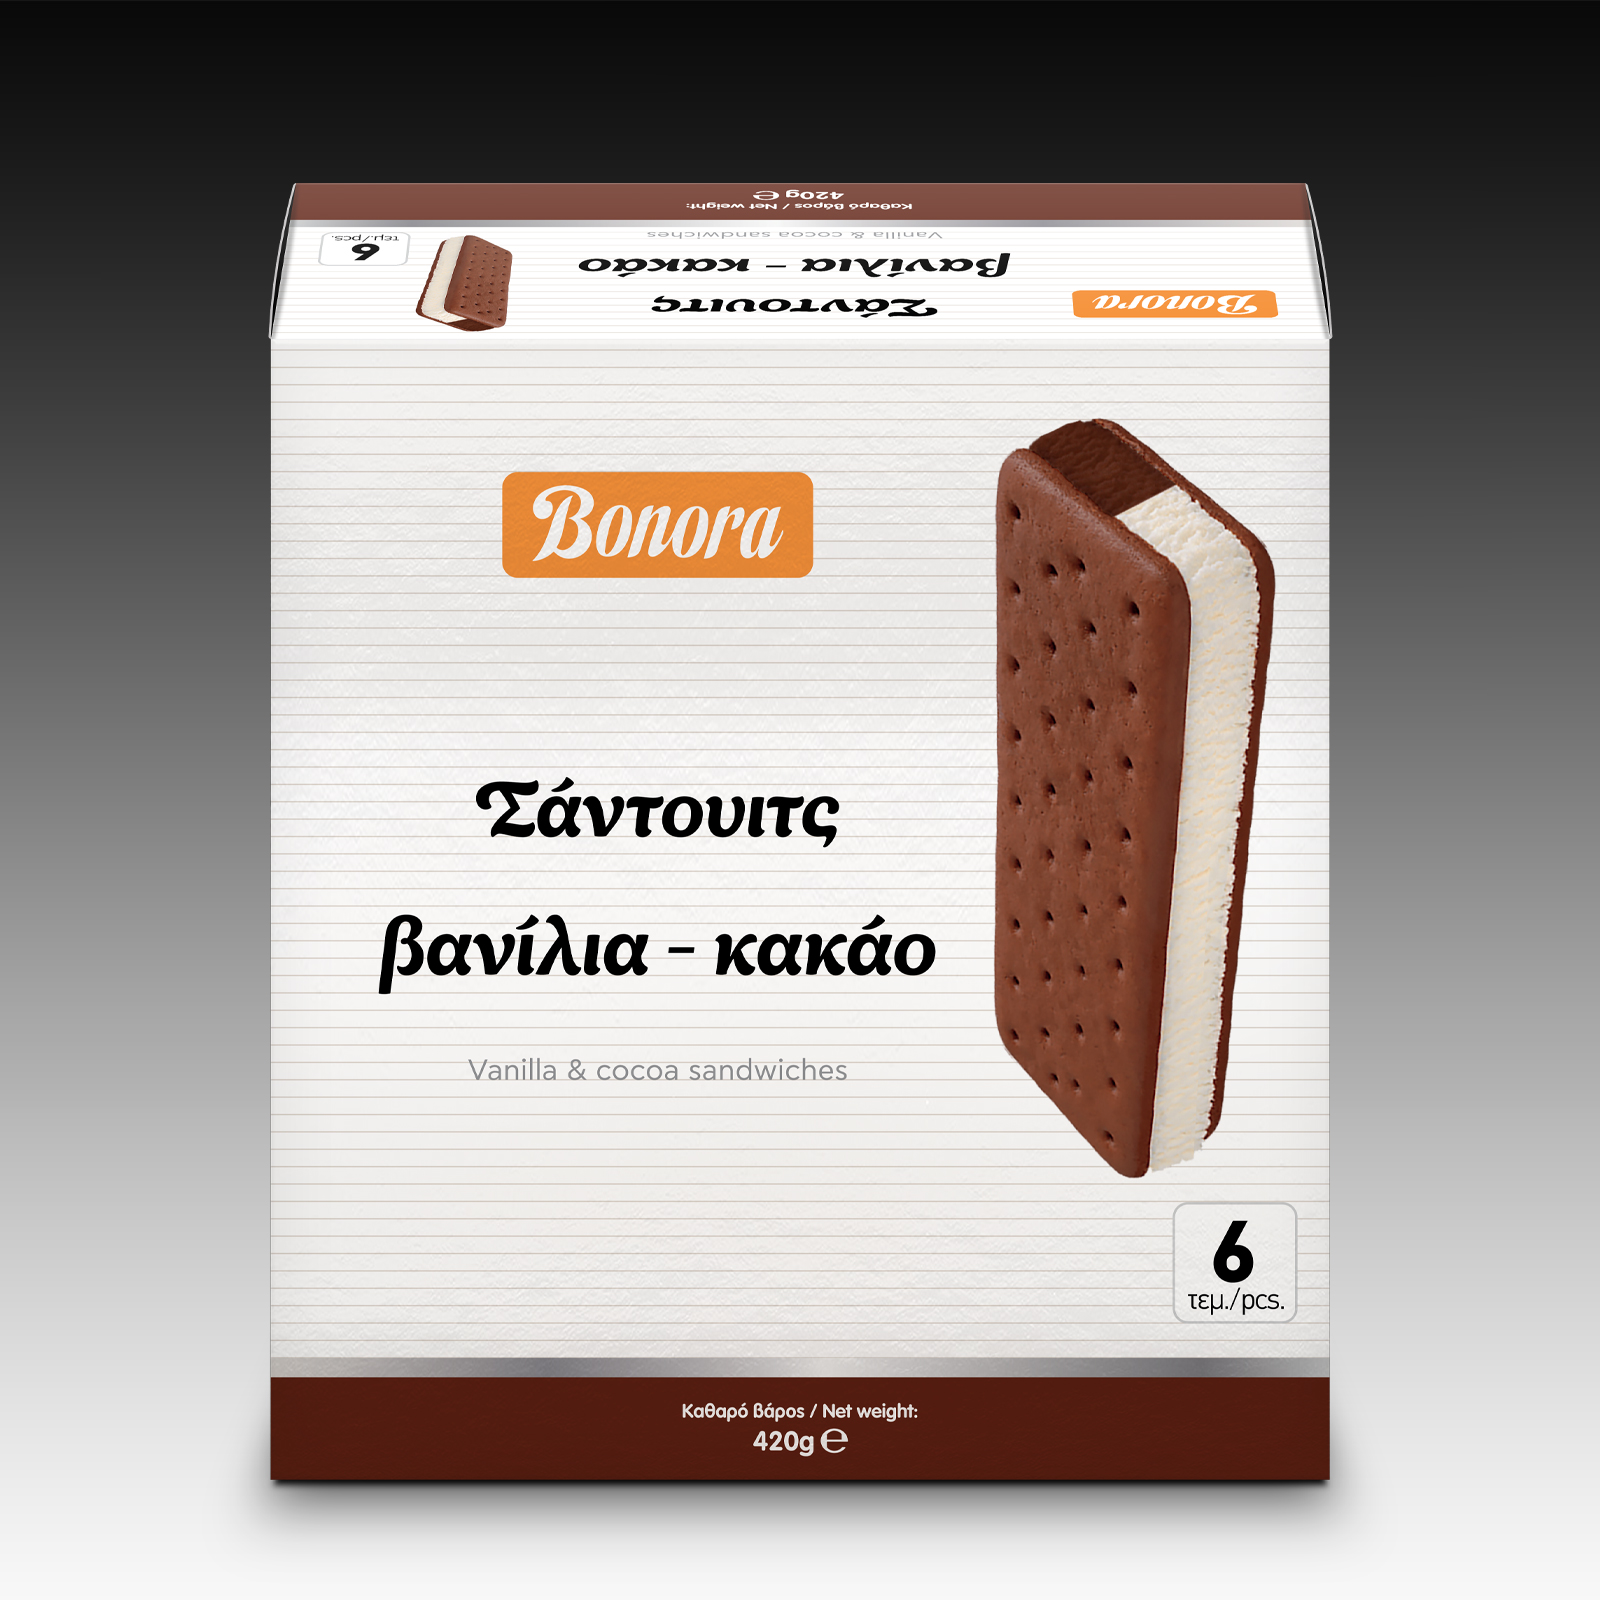 Καθαρό βάρος / Net weight:
420g ℮
Vanilla & cocoa sandwiches
βανίλια – κακάο
Σάντουιτς
Bonora
6
τεμ./pcs.
Bonora
Σάντουιτς
βανίλια – κακάο
Vanilla & cocoa sandwiches
6
τεμ./pcs.
Καθαρό βάρος / Net weight:
420g ℮